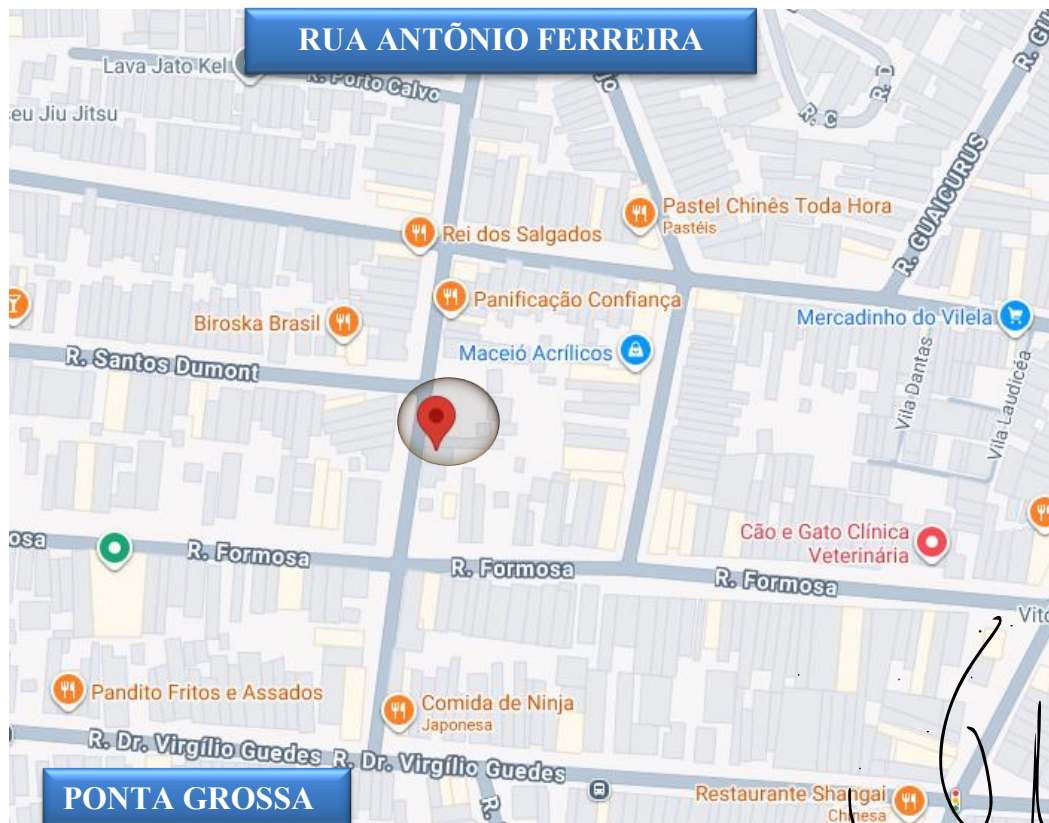 RUA ANTÕNIO FERREIRA
Lava Jato Kel
R. Porto Calvo
R. D
R. C
eu Jiu Jitsu
R. GUAICURUS
Pastel Chinês Toda Hora
Pastéis
Rei dos Salgados
Panificação Confiança
Biroska Brasil
Mercadinho do Vilela
Maceió Acrílicos
R. Santos Dumont
Vila Dantas
Vila Laudicéa
Cão e Gato Clínica
Veterinária
osa
R. Formosa
R. Formosa
R. Formosa
Vito
Pandito Fritos e Assados
Comida de Ninja
Japonesa
R. Dr. Virgílio Guedes
R. Dr. Virgílio Guedes
R.
Restaurante Shangai
Chinesa
PONTA GROSSA